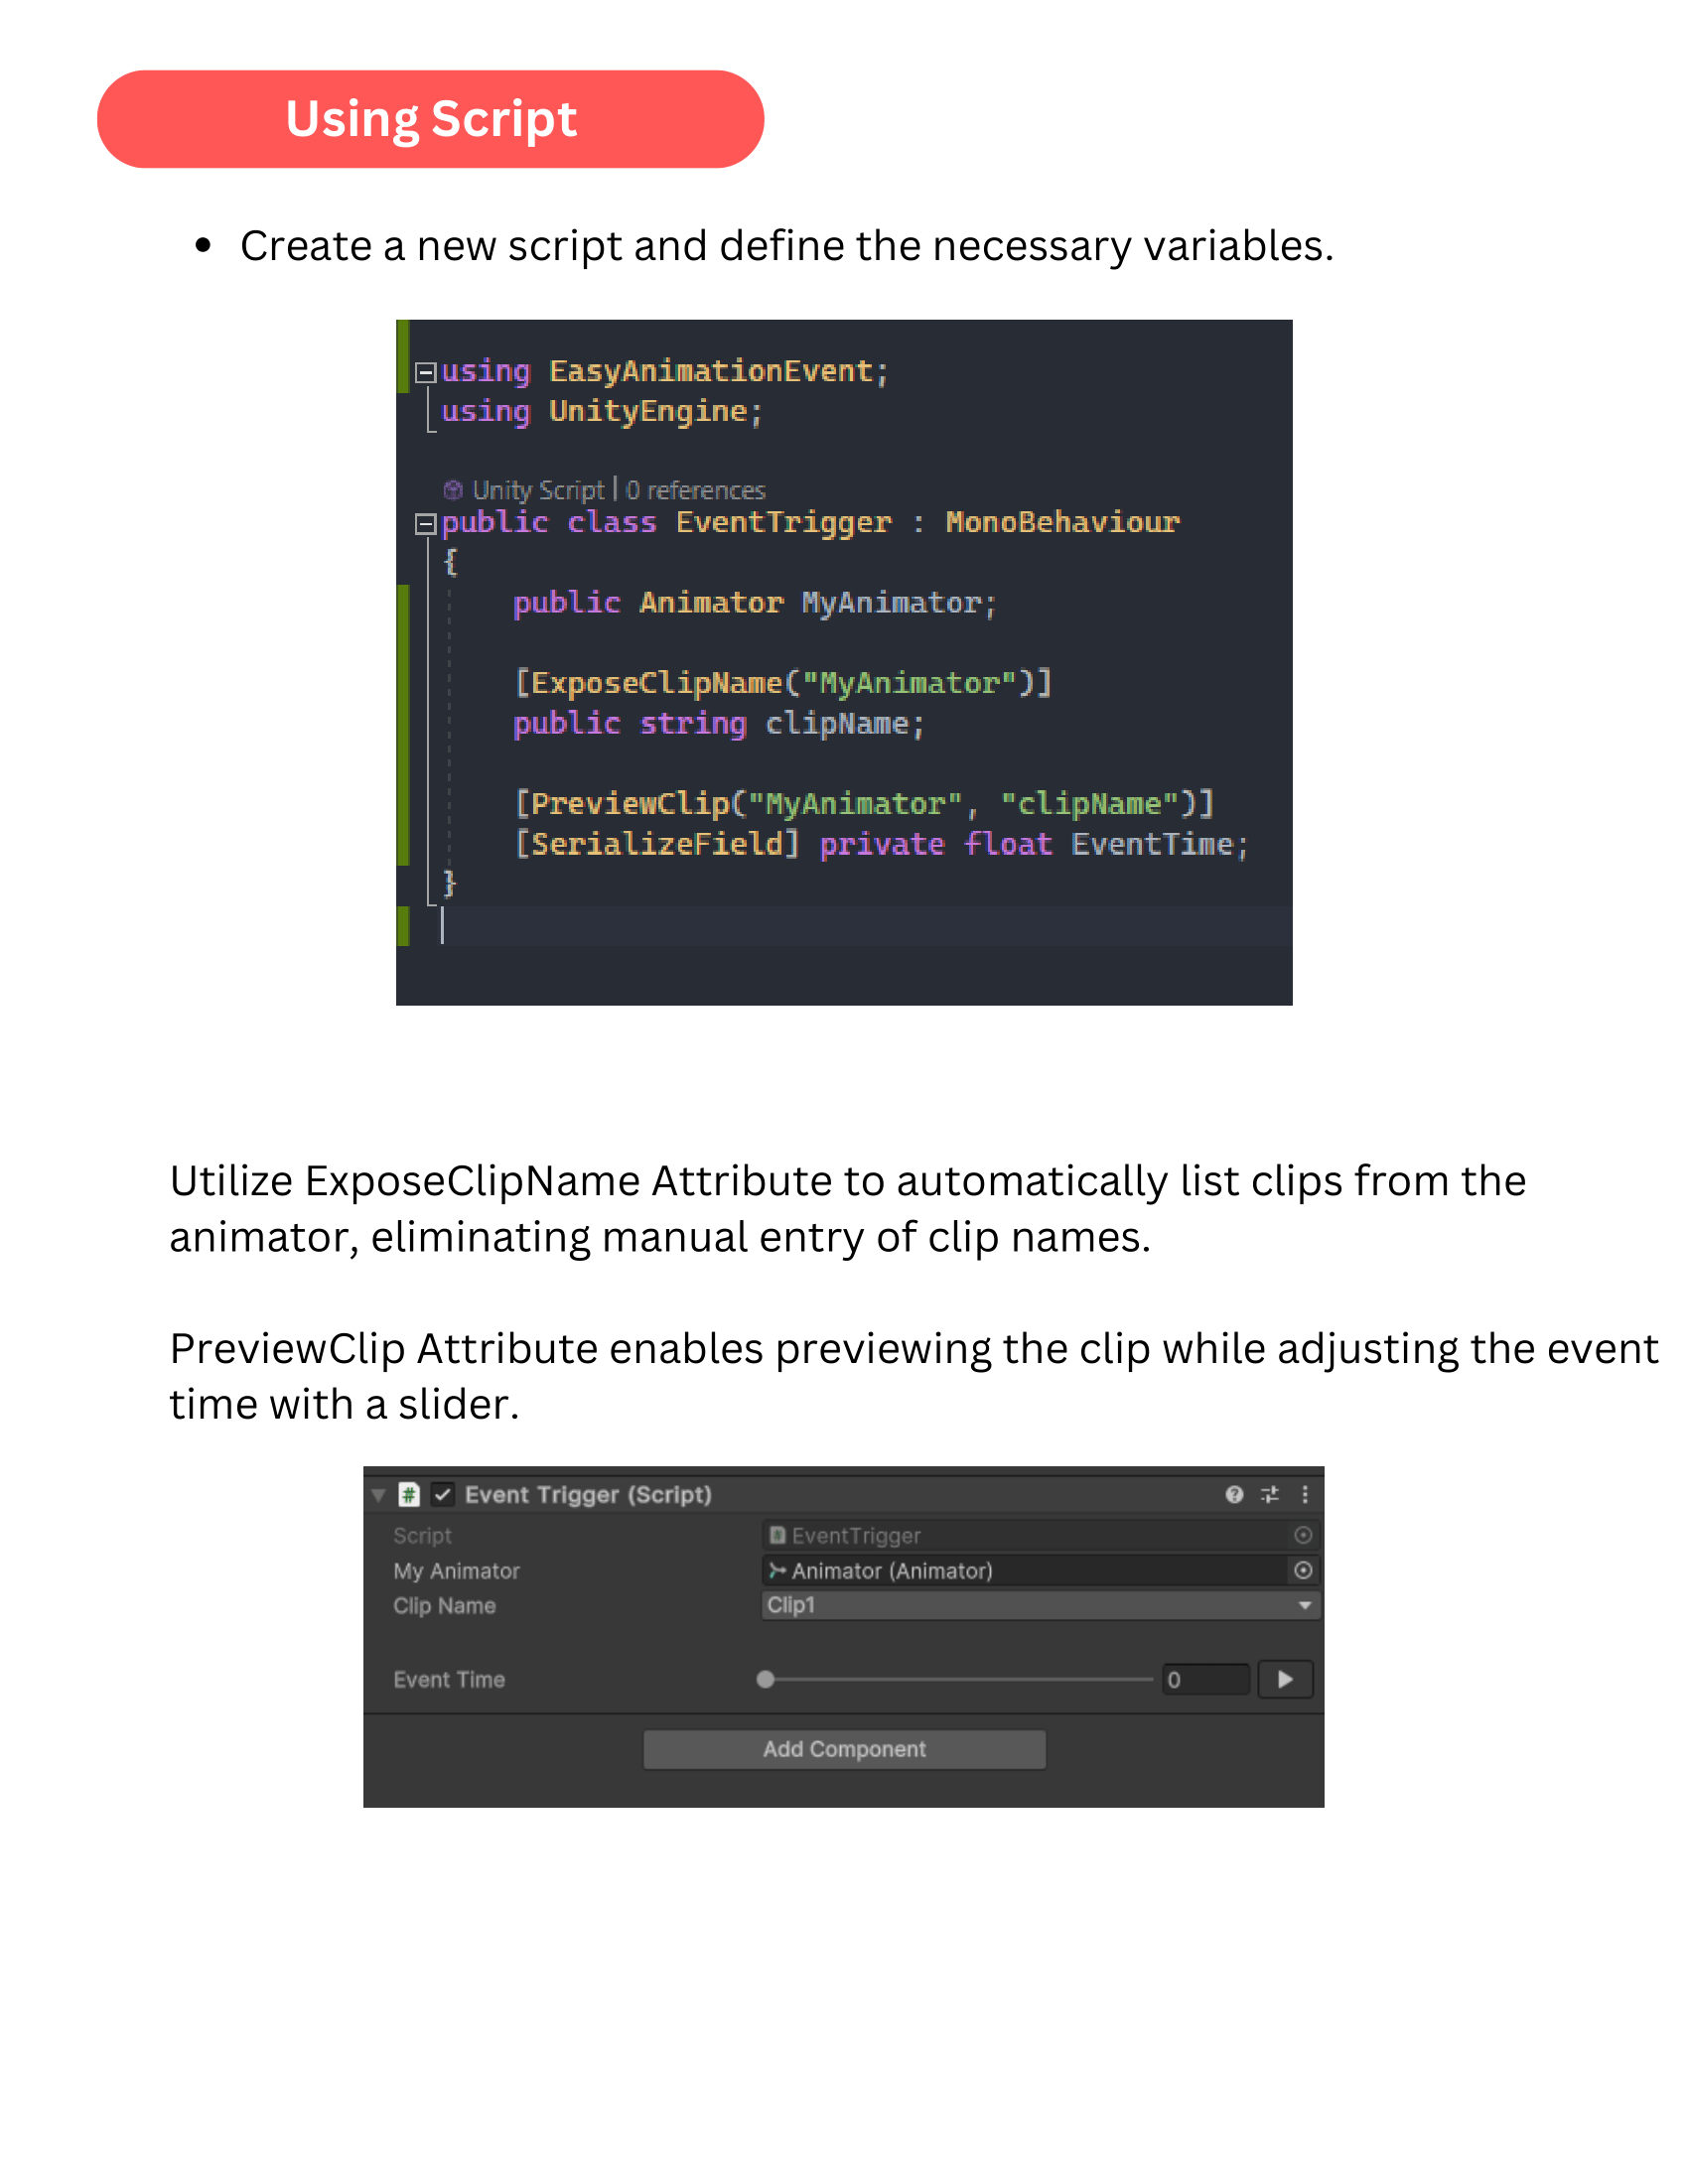 Using Script
• Create a new script and define the necessary variables.
using EasyAnimationEvent;
using UnityEngine;
Unity Script | 0 references
public class EventTrigger : MonoBehaviour
{
public Animator MyAnimator;
[ExposeClipName("MyAnimator")]
public string clipName;
[PreviewClip("MyAnimator", "clipName")]
[SerializeField] private float EventTime;
}
Utilize ExposeClipName Attribute to automatically list clips from the
animator, eliminating manual entry of clip names.
PreviewClip Attribute enables previewing the clip while adjusting the event
time with a slider.
# Event Trigger (Script)
Script # EventTrigger
My Animator Animator (Animator)
Clip Name Clip1
Event Time 0
Add Component